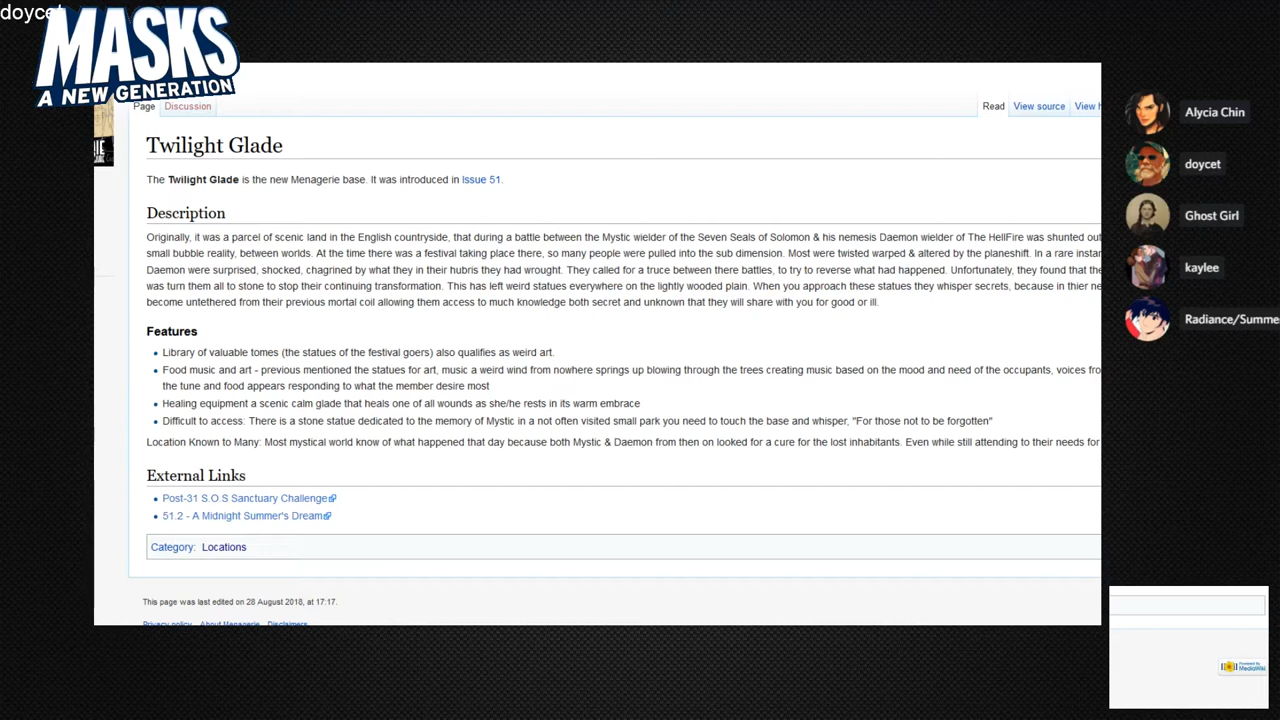 doycet
MASKS
A NEW GENERATION
Page Discussion Read View source View h
Twilight Glade
The Twilight Glade is the new Menagerie base. It was introduced in Issue 51.
Description
Originally, it was a parcel of scenic land in the English countryside, that during a battle between the Mystic wielder of the Seven Seals of Solomon & his nemesis Daemon wielder of The HellFire was shunted out
small bubble reality, between worlds. At the time there was a festival taking place there, so many people were pulled into the sub dimension. Most were twisted warped & altered by the planeshift. In a rare instan
Daemon were surprised, shocked, chagrined by what they in their hubris they had wrought. They called for a truce between there battles, to try to reverse what had happened. Unfortunately, they found that the
was turn them all to stone to stop their continuing transformation. This has left weird statues everywhere on the lightly wooded plain. When you approach these statues they whisper secrets, because in thier ne
become untethered from their previous mortal coil allowing them access to much knowledge both secret and unknown that they will share with you for good or ill.
Features
Library of valuable tomes (the statues of the festival goers) also qualifies as weird art.
Food music and art - previous mentioned the statues for art, music a weird wind from nowhere springs up blowing through the trees creating music based on the mood and need of the occupants, voices fro
the tune and food appears responding to what the member desire most
Healing equipment a scenic calm glade that heals one of all wounds as she/he rests in its warm embrace
Difficult to access: There is a stone statue dedicated to the memory of Mystic in a not often visited small park you need to touch the base and whisper, "For those not to be forgotten"
Location Known to Many: Most mystical world know of what happened that day because both Mystic & Daemon from then on looked for a cure for the lost inhabitants. Even while still attending to their needs for
External Links
Post-31 S.O.S Sanctuary Challenge
51.2 - A Midnight Summer's Dream
Category: Locations
This page was last edited on 28 August 2018, at 17:17.
Privacy policy About Menagerie Disclaimers
Alycia Chin
doycet
Ghost Girl
kaylee
Radiance/Summe
Powered by
MediaWiki